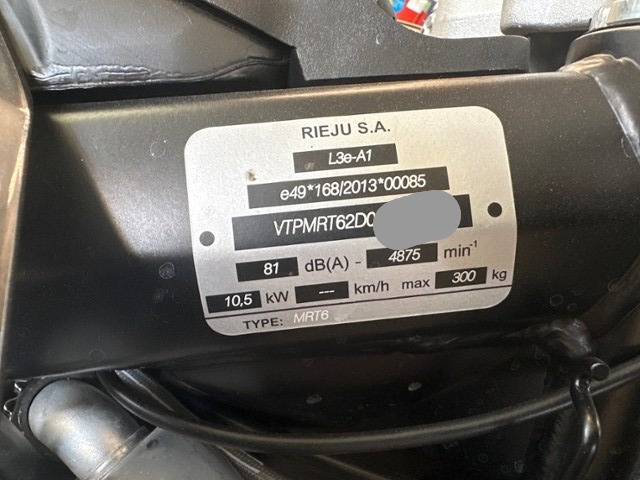 RIEJU S.A.
L3e-A1
e49*168/2013*00085
VTPMRT62D0
81 dB(A) - 4875 min-1
10,5 kW --- km/h max 300 kg
TYPE: MRT6